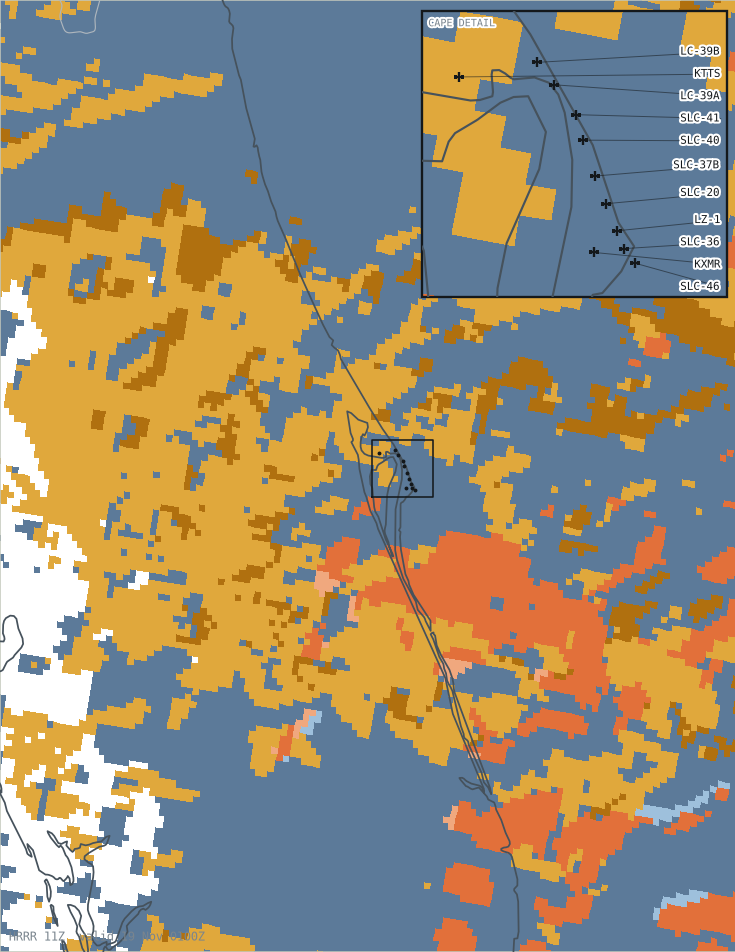 CAPE DETAIL
LC-39B
KTTS
LC-39A
SLC-41
SLC-40
SLC-37B
SLC-20
LZ-1
SLC-36
KXMR
SLC-46
HRRR 11Z